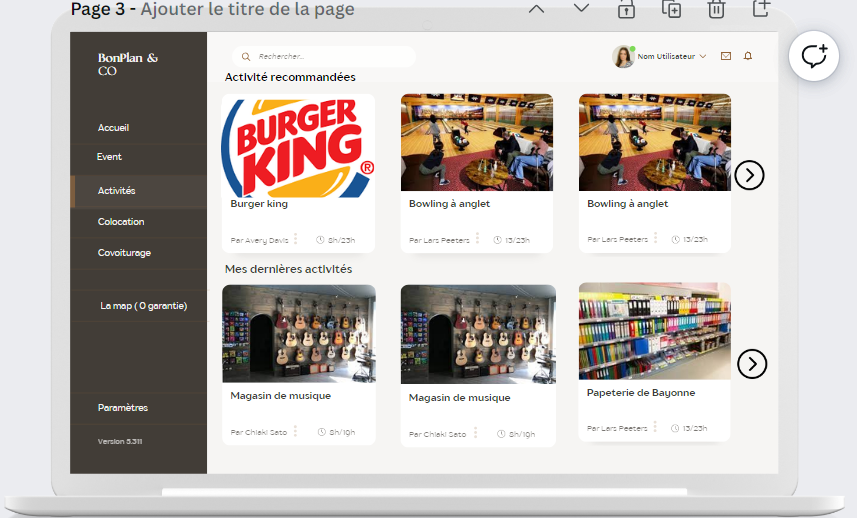 Page 3 - Ajouter le titre de la page
BonPlan &
CO
Rechercher...
Nom Utilisateur
Accueil
Event
Activités
Colocation
Covoiturage
La map ( 0 garantie)
Paramètres
Version 5.311
Activité recommandées
BURGER
KING
®
Burger king
Par Avery Davis
8h/23h
Bowling à anglet
Par Lars Peeters
13/23h
Bowling à anglet
Par Lars Peeters
13/23h
Mes dernières activités
Magasin de musique
Par Chiaki Sato
8h/19h
Magasin de musique
Par Chiaki Sato
8h/19h
Papeterie de Bayonne
Par Lars Peeters
13/23h